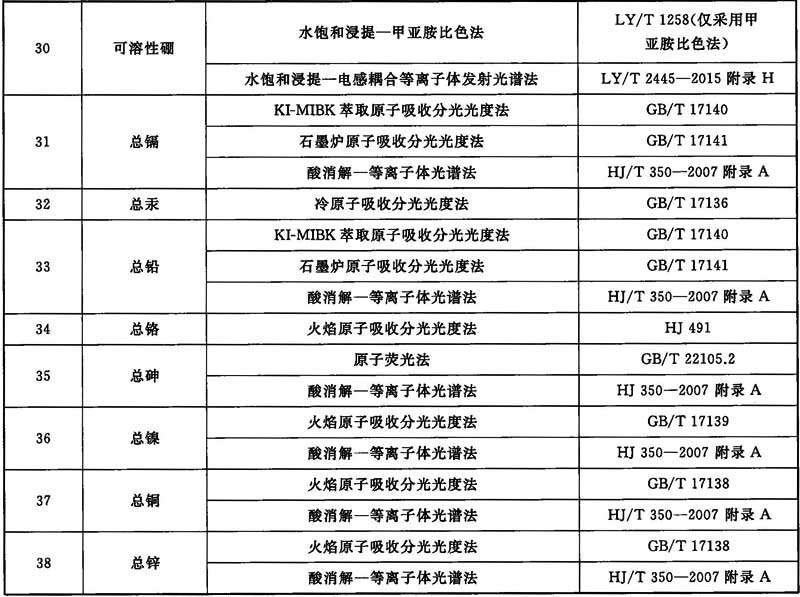 30 可溶性硼 水饱和浸提—甲亚胺比色法 LY/T 1258(仅采用甲
亚胺比色法)
水饱和浸提—电感耦合等离子体发射光谱法 LY/T 2445—2015 附录 H
31 总镉 KI-MIBK 萃取原子吸收分光光度法 GB/T 17140
石墨炉原子吸收分光光度法 GB/T 17141
酸消解—等离子体光谱法 HJ/T 350—2007 附录 A
32 总汞 冷原子吸收分光光度法 GB/T 17136
33 总铅 KI-MIBK 萃取原子吸收分光光度法 GB/T 17140
石墨炉原子吸收分光光度法 GB/T 17141
酸消解—等离子体光谱法 HJ/T 350—2007 附录 A
34 总铬 火焰原子吸收分光光度法 HJ 491
35 总砷 原子荧光法 GB/T 22105.2
酸消解—等离子体光谱法 HJ 350—2007 附录 A
36 总镍 火焰原子吸收分光光度法 GB/T 17139
酸消解—等离子体光谱法 HJ 350—2007 附录 A
37 总铜 火焰原子吸收分光光度法 GB/T 17138
酸消解—等离子体光谱法 HJ/T 350—2007 附录 A
38 总锌 火焰原子吸收分光光度法 GB/T 17138
酸消解—等离子体光谱法 HJ/T 350—2007 附录 A